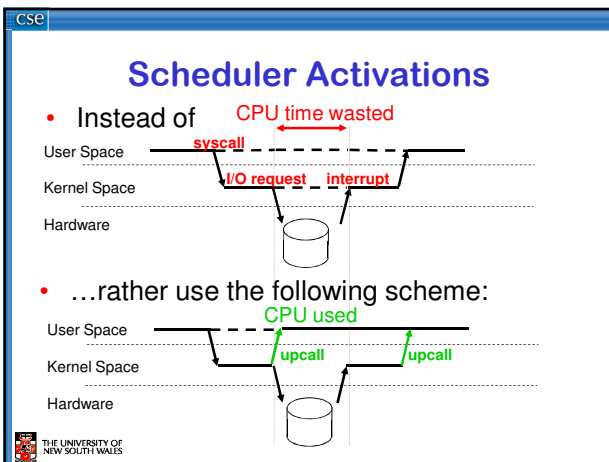 cse
Scheduler Activations
• Instead of
CPU time wasted
syscall
User Space
I/O request interrupt
Kernel Space
Hardware
• …rather use the following scheme:
CPU used
User Space
upcall upcall
Kernel Space
Hardware
THE UNIVERSITY OF
NEW SOUTH WALES